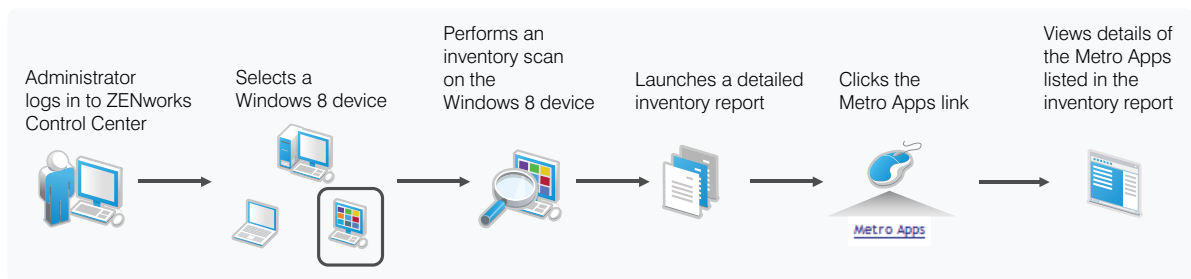 Administrator
logs in to ZENworks
Control Center
Selects a
Windows 8 device
Performs an
inventory scan
on the
Windows 8 device
Launches a detailed
inventory report
Clicks the
Metro Apps link
Metro Apps
Views details of
the Metro Apps
listed in the
inventory report